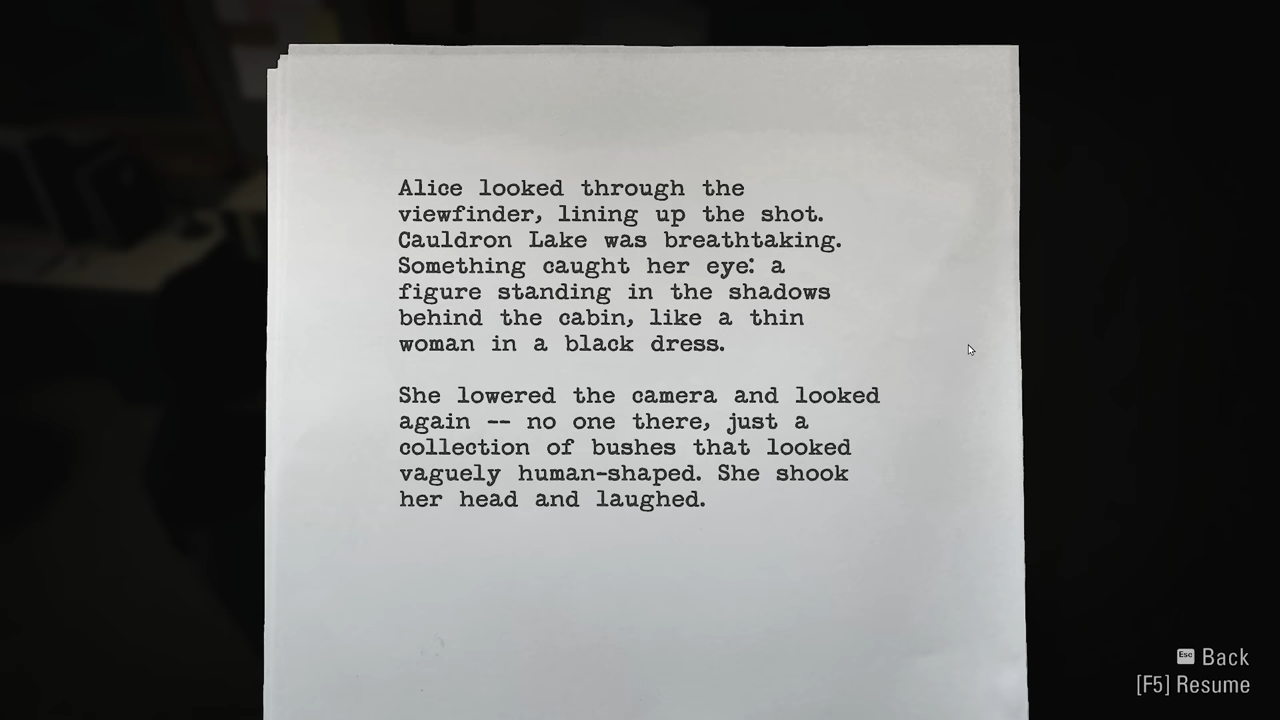 Alice looked through the
viewfinder, lining up the shot.
Cauldron Lake was breathtaking.
Something caught her eye: a
figure standing in the shadows
behind the cabin, like a thin
woman in a black dress.
She lowered the camera and looked
again -- no one there, just a
collection of bushes that looked
vaguely human-shaped. She shook
her head and laughed.
Esc Back
[F5] Resume